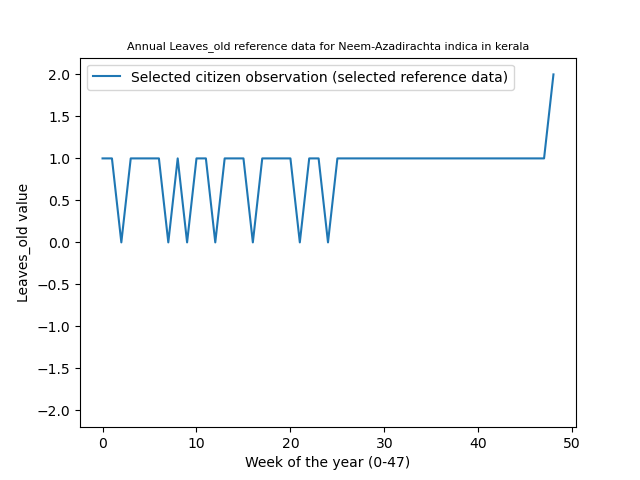 Annual Leaves_old reference data for Neem-Azadirachta indica in kerala
Selected citizen observation (selected reference data)
Leaves_old value
2.0
1.5
1.0
0.5
0.0
−0.5
−1.0
−1.5
−2.0
0 10 20 30 40 50
Week of the year (0-47)